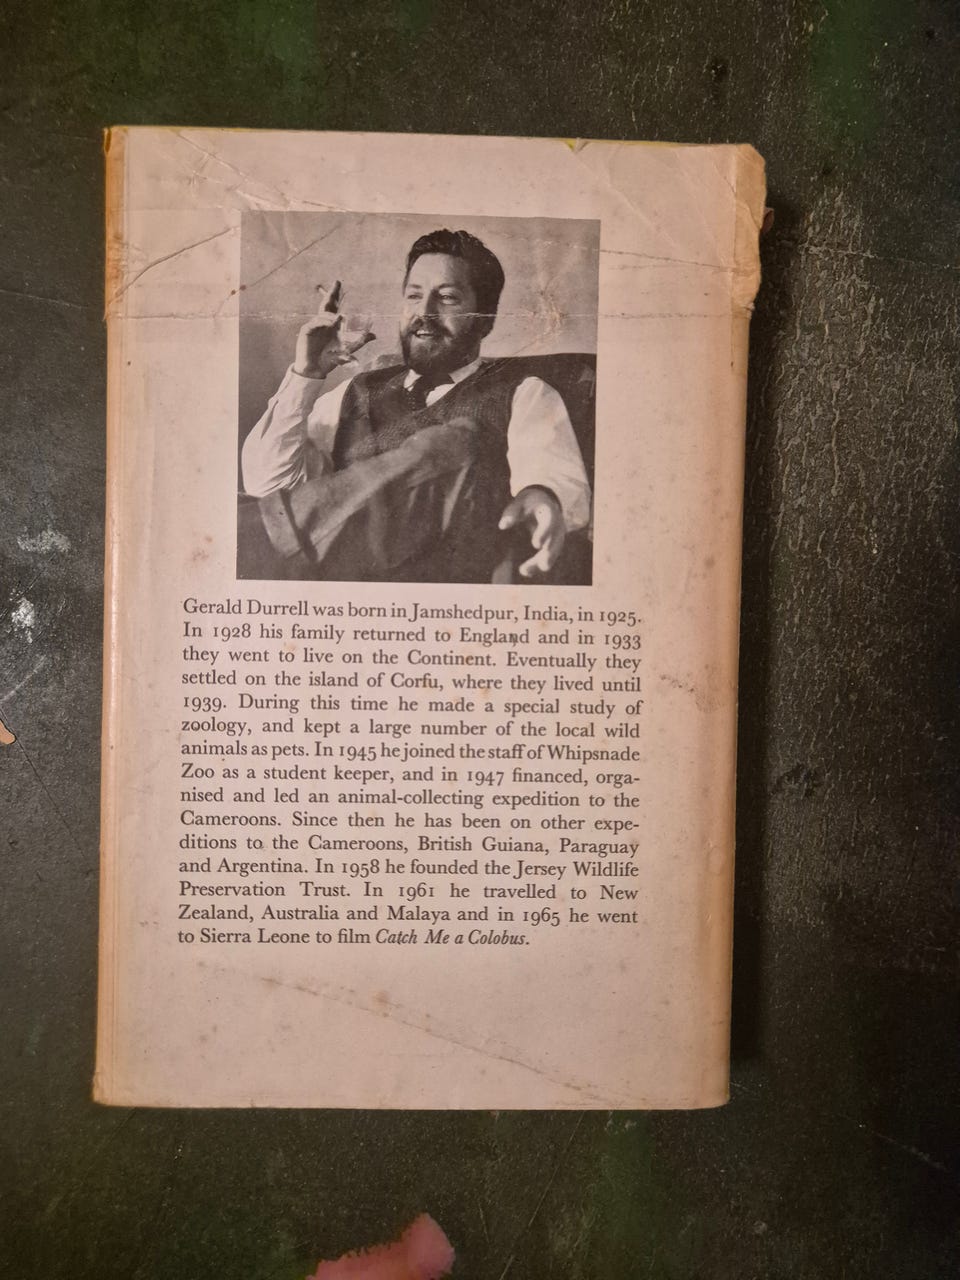 Gerald Durrell was born in Jamshedpur, India, in 1925.
In 1928 his family returned to England and in 1933
they went to live on the Continent. Eventually they
settled on the island of Corfu, where they lived until
1939. During this time he made a special study of
zoology, and kept a large number of the local wild
animals as pets. In 1945 he joined the staff of Whipsnade
Zoo as a student keeper, and in 1947 financed, orga-
nised and led an animal-collecting expedition to the
Cameroons. Since then he has been on other expe-
ditions to the Cameroons, British Guiana, Paraguay
and Argentina. In 1958 he founded the Jersey Wildlife
Preservation Trust. In 1961 he travelled to New
Zealand, Australia and Malaya and in 1965 he went
to Sierra Leone to film Catch Me a Colobus.